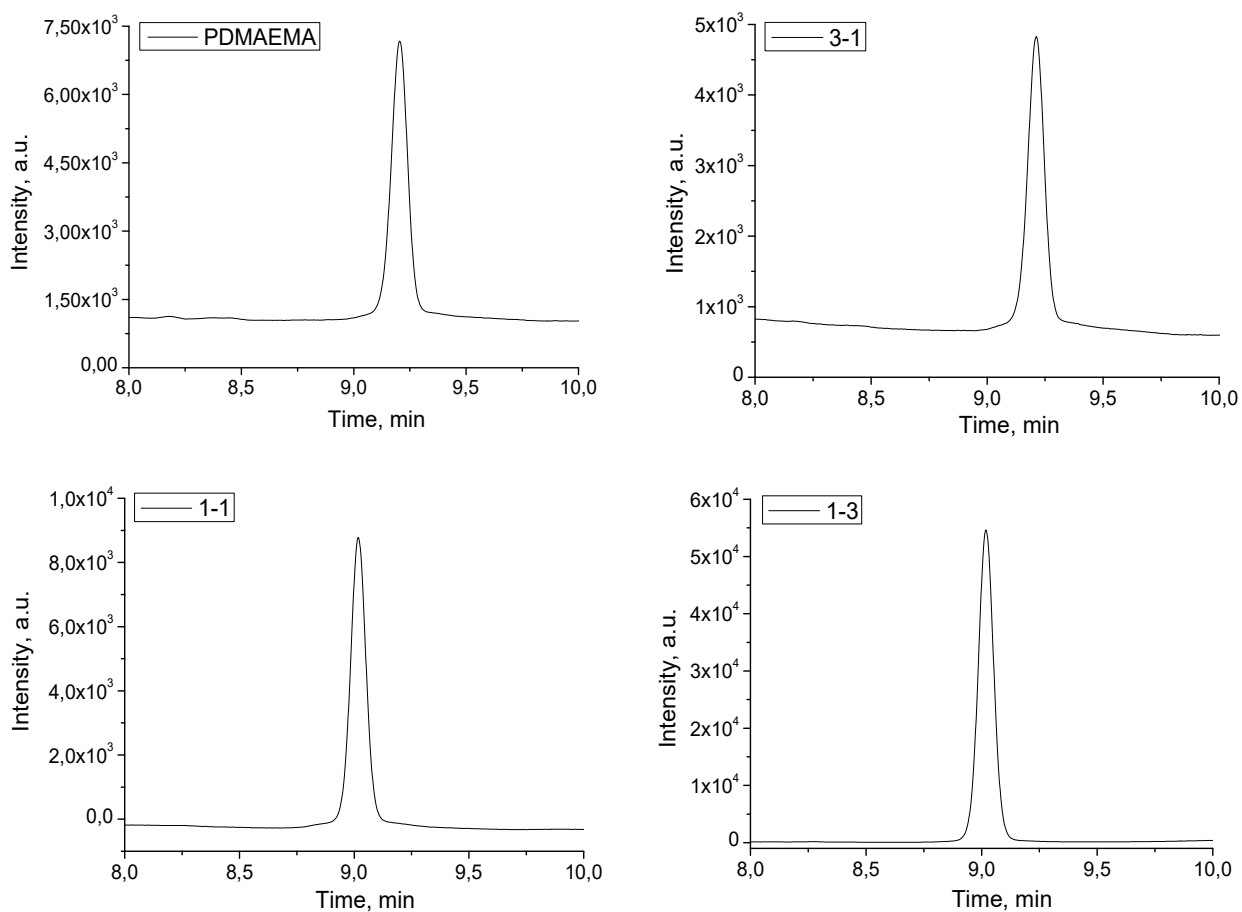 PDMAEMA
7,50x10³
6,00x10³
4,50x10³
3,00x10³
1,50x10³
0,00
Intensity, a.u.
8,0 8,5 9,0 9,5 10,0
Time, min
3-1
5x10³
4x10³
3x10³
2x10³
1x10³
0
Intensity, a.u.
8,0 8,5 9,0 9,5 10,0
Time, min
1-1
1,0x10⁴
8,0x10³
6,0x10³
4,0x10³
2,0x10³
0,0
Intensity, a.u.
8,0 8,5 9,0 9,5 10,0
Time, min
1-3
6x10⁴
5x10⁴
4x10⁴
3x10⁴
2x10⁴
1x10⁴
0
Intensity, a.u.
8,0 8,5 9,0 9,5 10,0
Time, min